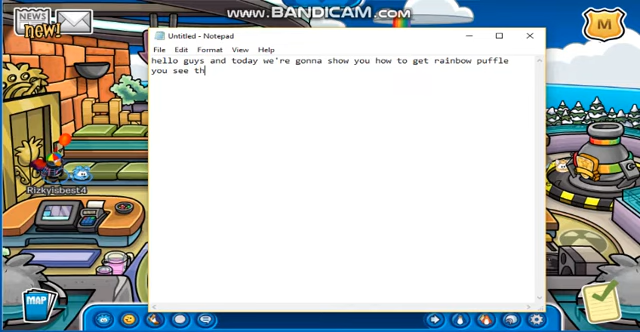 www.BANDICAM.com
NEWS
new!
M
Untitled - Notepad
File Edit Format View Help
hello guys and today we're gonna show you how to get rainbow puffle
you see th
Rizkyisbest4
MAP